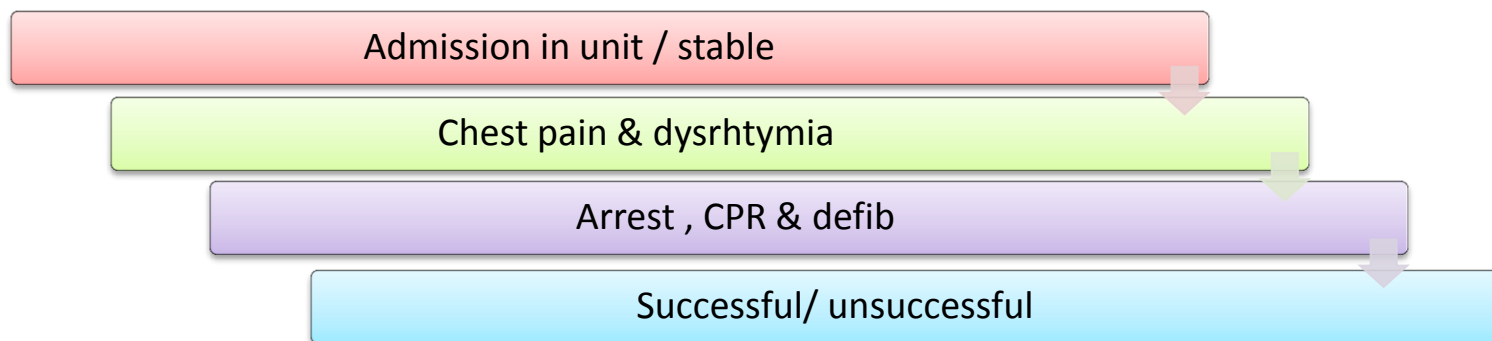 Admission in unit / stable
Chest pain & dysrhtymia
Arrest , CPR & defib
Successful/ unsuccessful